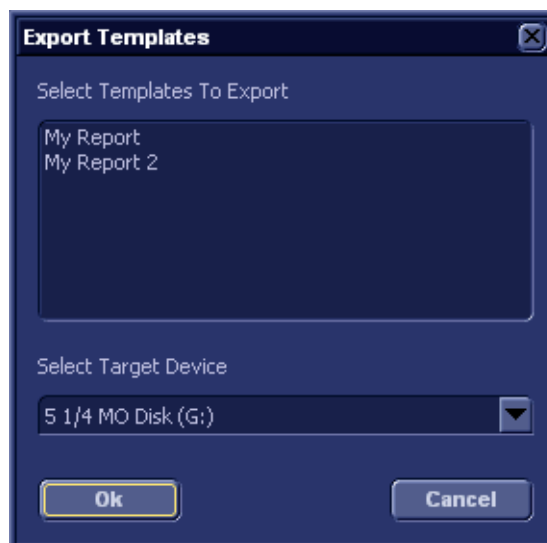 Export Templates
Select Templates To Export
My Report
My Report 2
Select Target Device
5 1/4 MO Disk (G:)
Ok
Cancel